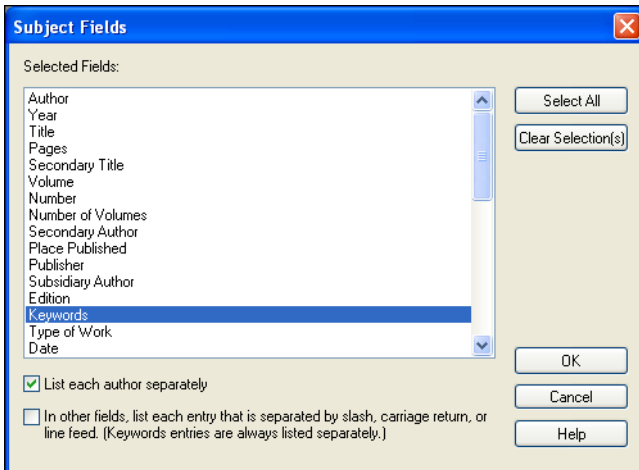 Subject Fields
Selected Fields:
Author
Year
Title
Pages
Secondary Title
Volume
Number
Number of Volumes
Secondary Author
Place Published
Publisher
Subsidiary Author
Edition
Keywords
Type of Work
Date
Select All
Clear Selection(s)
List each author separately
In other fields, list each entry that is separated by slash, carriage return, or
line feed. (Keywords entries are always listed separately.)
OK
Cancel
Help